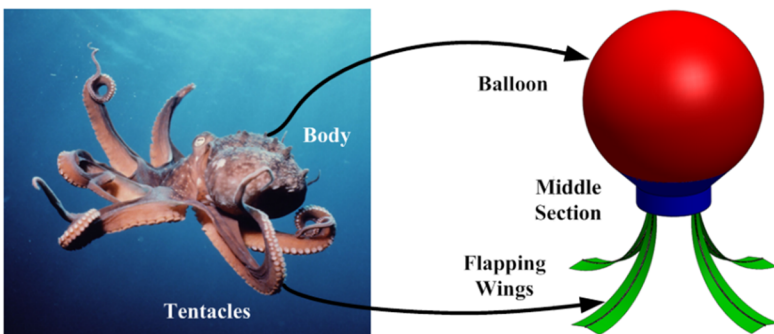 Body
Tentacles
Balloon
Middle
Section
Flapping
Wings